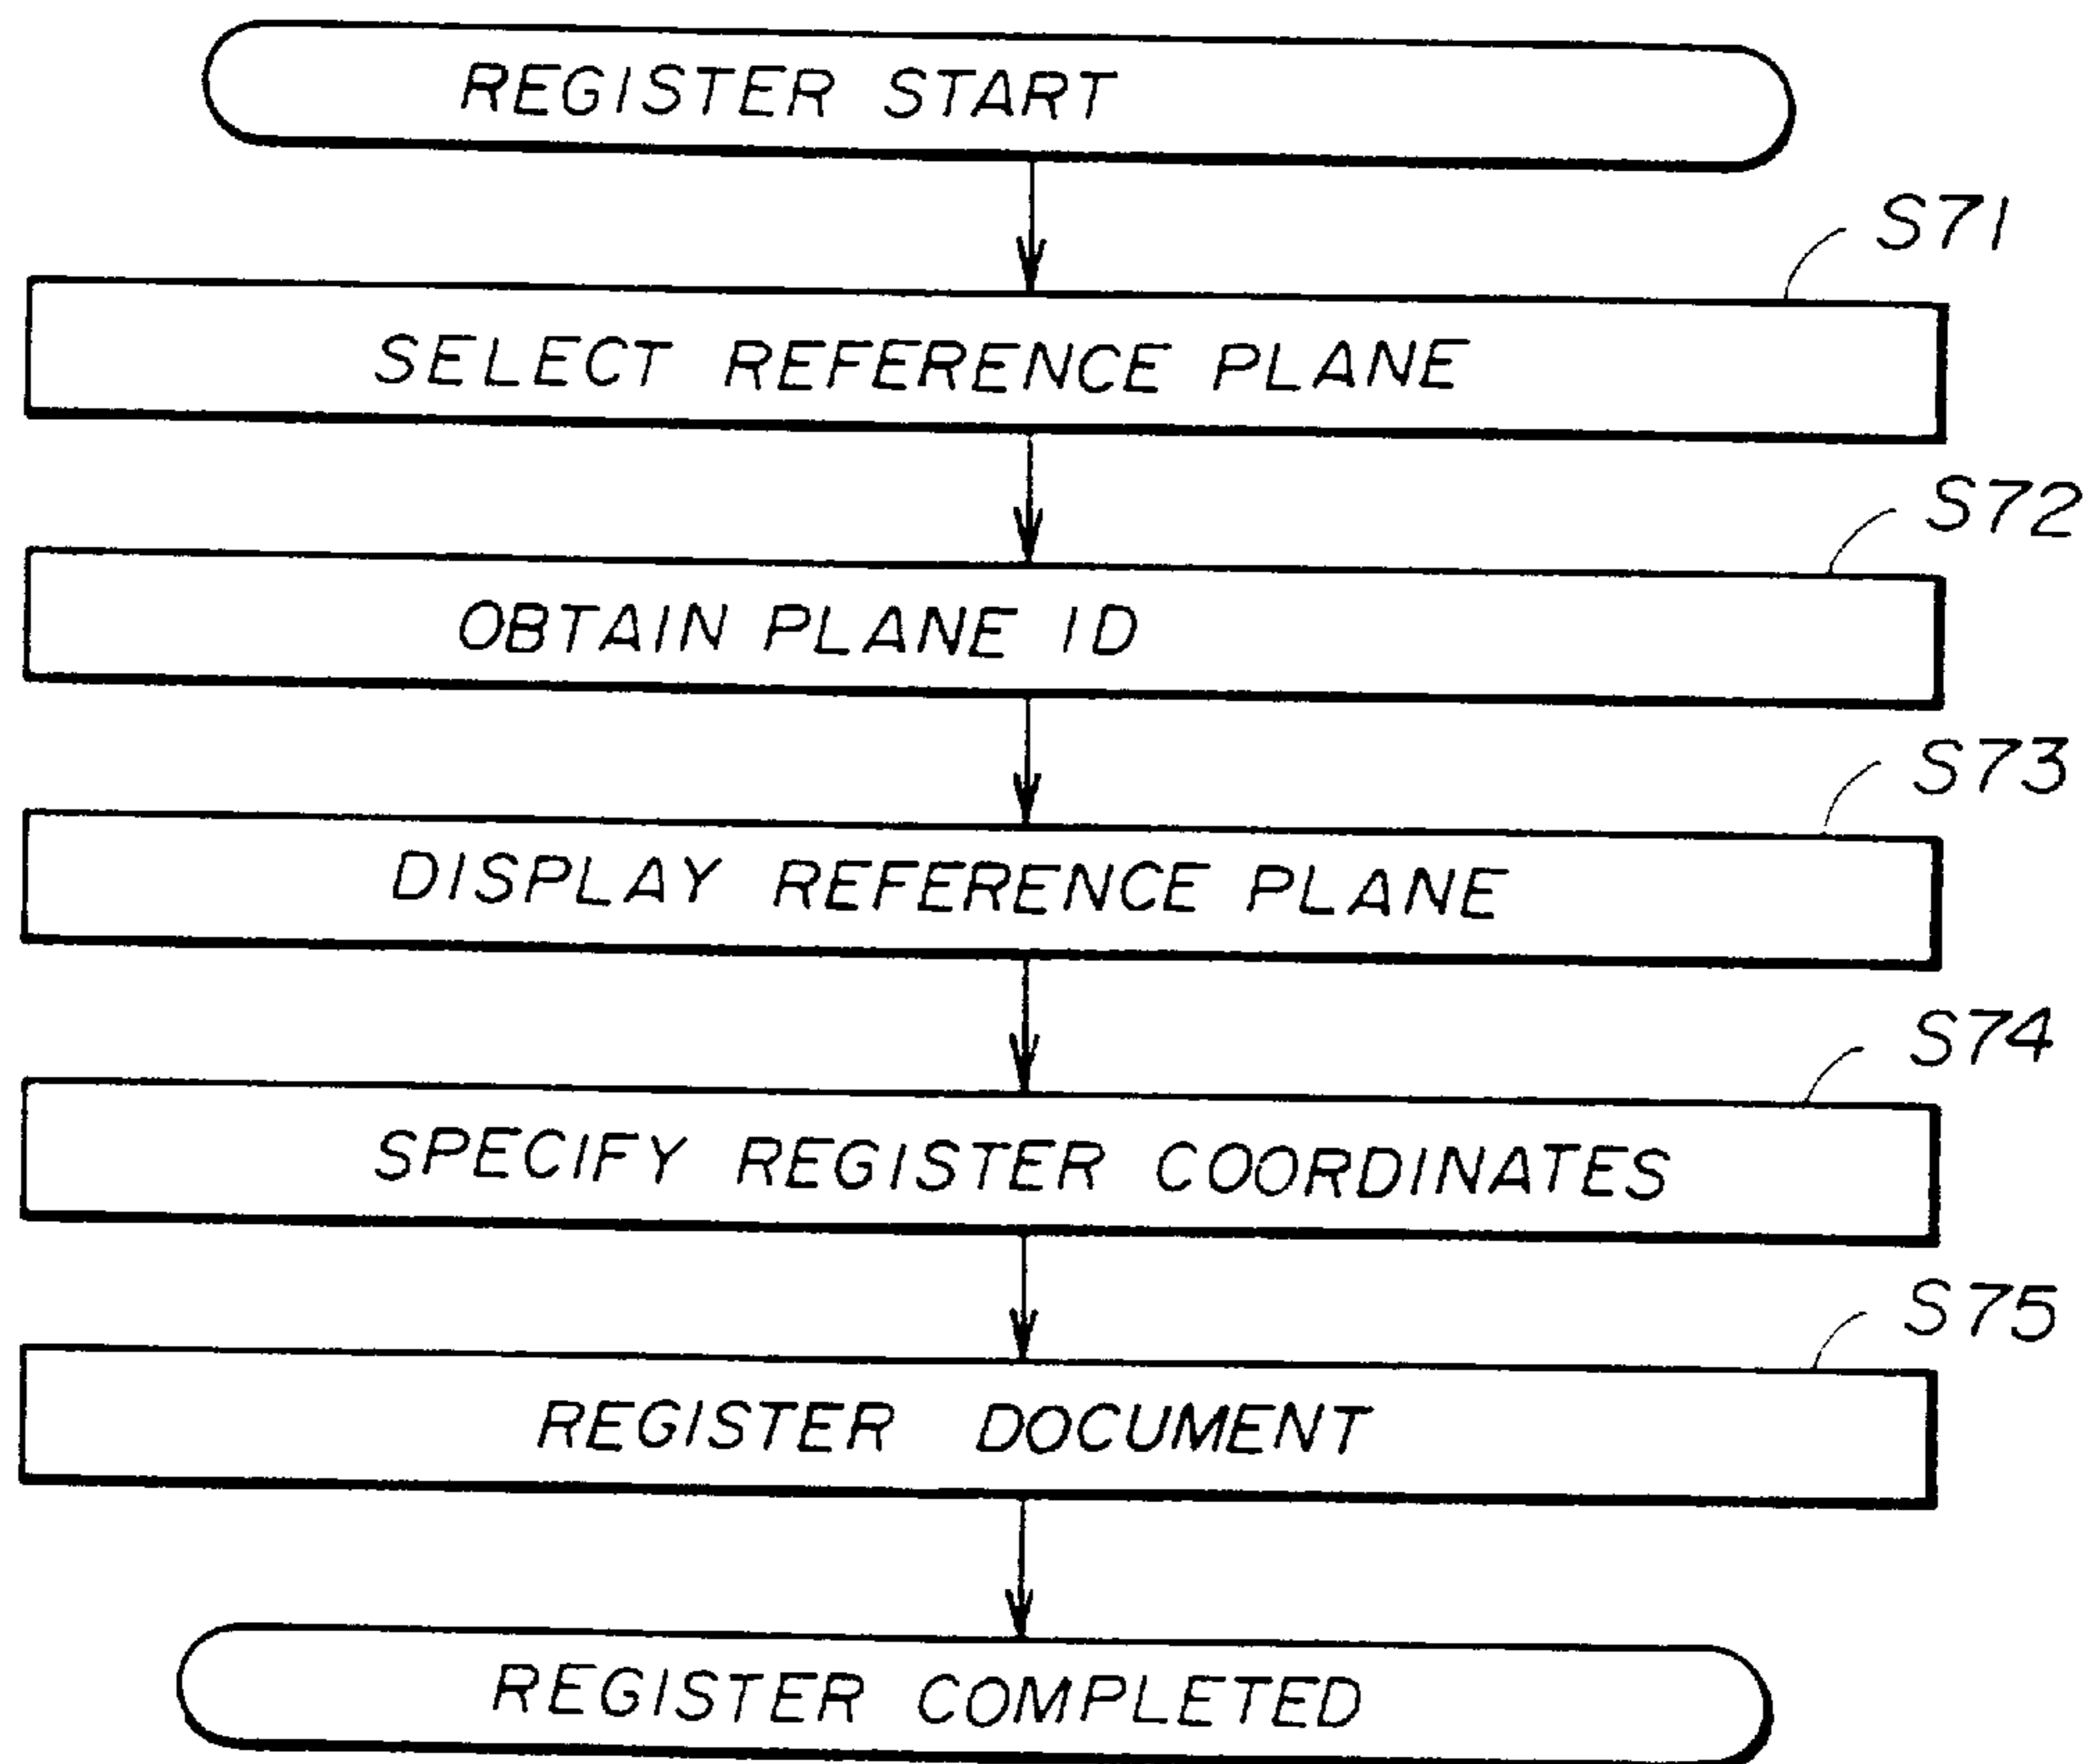 REGISTER START
S71
SELECT REFERENCE PLANE
S72
OBTAIN PLANE ID
S73
DISPLAY REFERENCE PLANE
S74
SPECIFY REGISTER COORDINATES
S75
REGISTER DOCUMENT
REGISTER COMPLETED